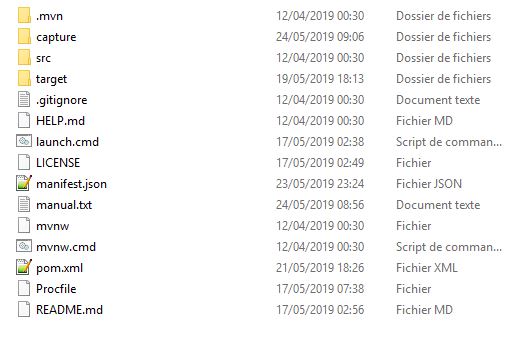 .mvn 12/04/2019 00:30 Dossier de fichiers
capture 24/05/2019 09:06 Dossier de fichiers
src 12/04/2019 00:30 Dossier de fichiers
target 19/05/2019 18:13 Dossier de fichiers
.gitignore 12/04/2019 00:30 Document texte
HELP.md 12/04/2019 00:30 Fichier MD
launch.cmd 17/05/2019 02:38 Script de comman...
LICENSE 17/05/2019 02:49 Fichier
manifest.json 23/05/2019 23:24 Fichier JSON
manual.txt 24/05/2019 08:56 Document texte
mvnw 12/04/2019 00:30 Fichier
mvnw.cmd 12/04/2019 00:30 Script de comman...
pom.xml 21/05/2019 18:26 Fichier XML
Procfile 17/05/2019 07:38 Fichier
README.md 17/05/2019 02:56 Fichier MD